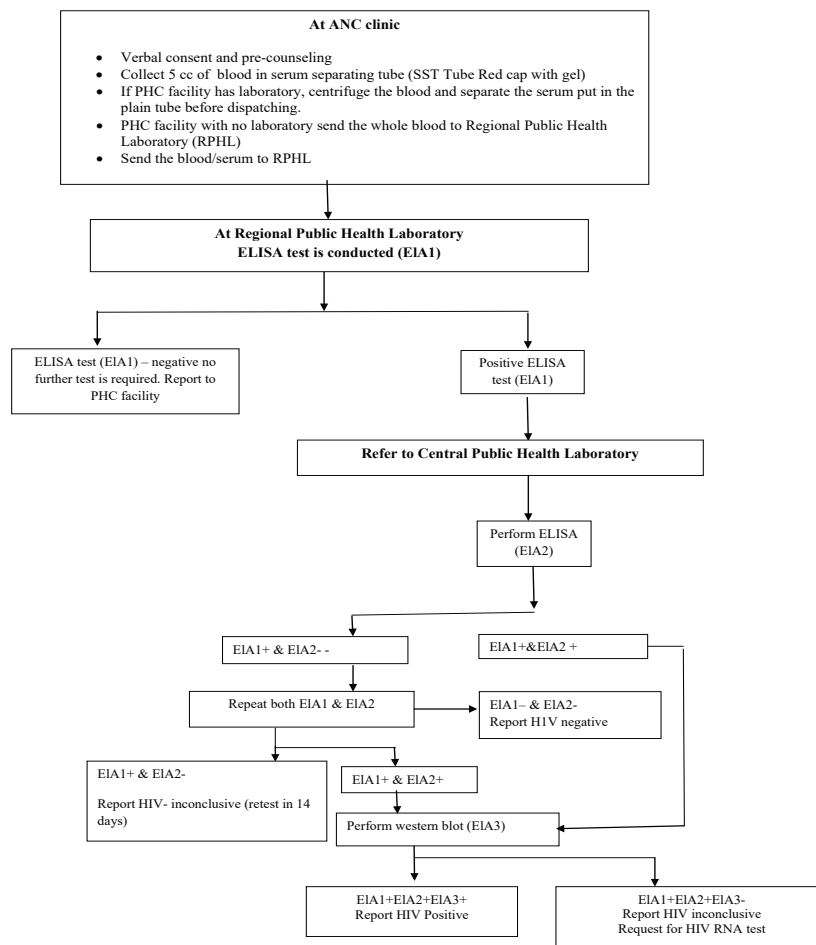 At ANC clinic
• Verbal consent and pre-counseling
• Collect 5 cc of blood in serum separating tube (SST Tube Red cap with gel)
• If PHC facility has laboratory, centrifuge the blood and separate the serum put in the
plain tube before dispatching.
• PHC facility with no laboratory send the whole blood to Regional Public Health
Laboratory (RPHL)
• Send the blood/serum to RPHL
At Regional Public Health Laboratory
ELISA test is conducted (ElA1)
ELISA test (ElA1) – negative no
further test is required. Report to
PHC facility
Positive ELISA
test (ElA1)
Refer to Central Public Health Laboratory
Perform ELISA
(ElA2)
ElA1+ & ElA2- -
ElA1+&ElA2 +
Repeat both ElA1 & ElA2
ElA1– & ElA2-
Report H1V negative
ElA1+ & ElA2-
Report HIV- inconclusive (retest in 14
days)
ElA1+ & ElA2+
Perform western blot (ElA3)
ElA1+ElA2+ElA3+
Report HIV Positive
ElA1+ElA2+ElA3-
Report HIV inconclusive
Request for HIV RNA test